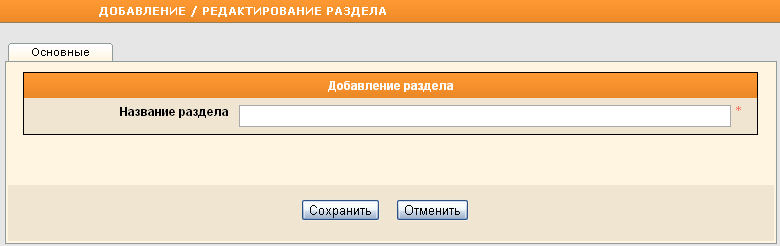 ДОБАВЛЕНИЕ / РЕДАКТИРОВАНИЕ РАЗДЕЛА
Основные
Добавление раздела
Название раздела *
Сохранить Отменить